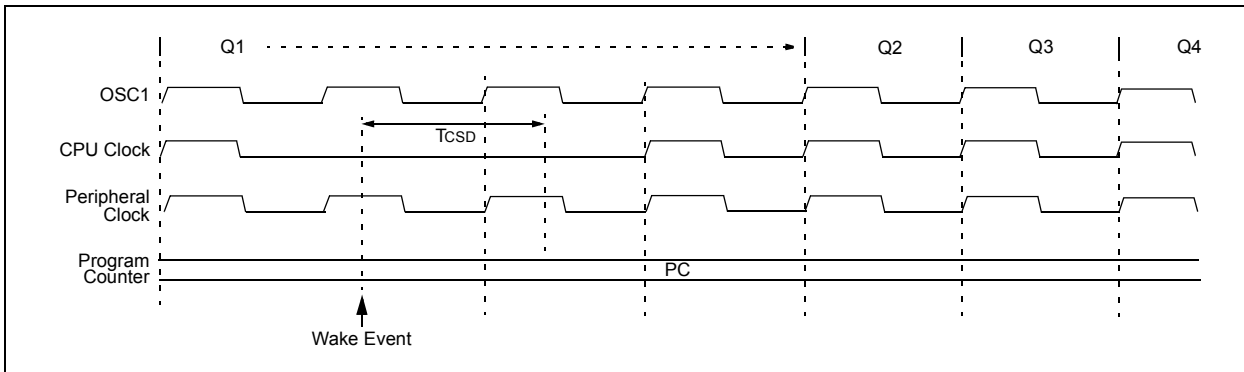 Q1
Q2
Q3
Q4
OSC1
TCSD
CPU Clock
Peripheral
Clock
Program
Counter
PC
Wake Event